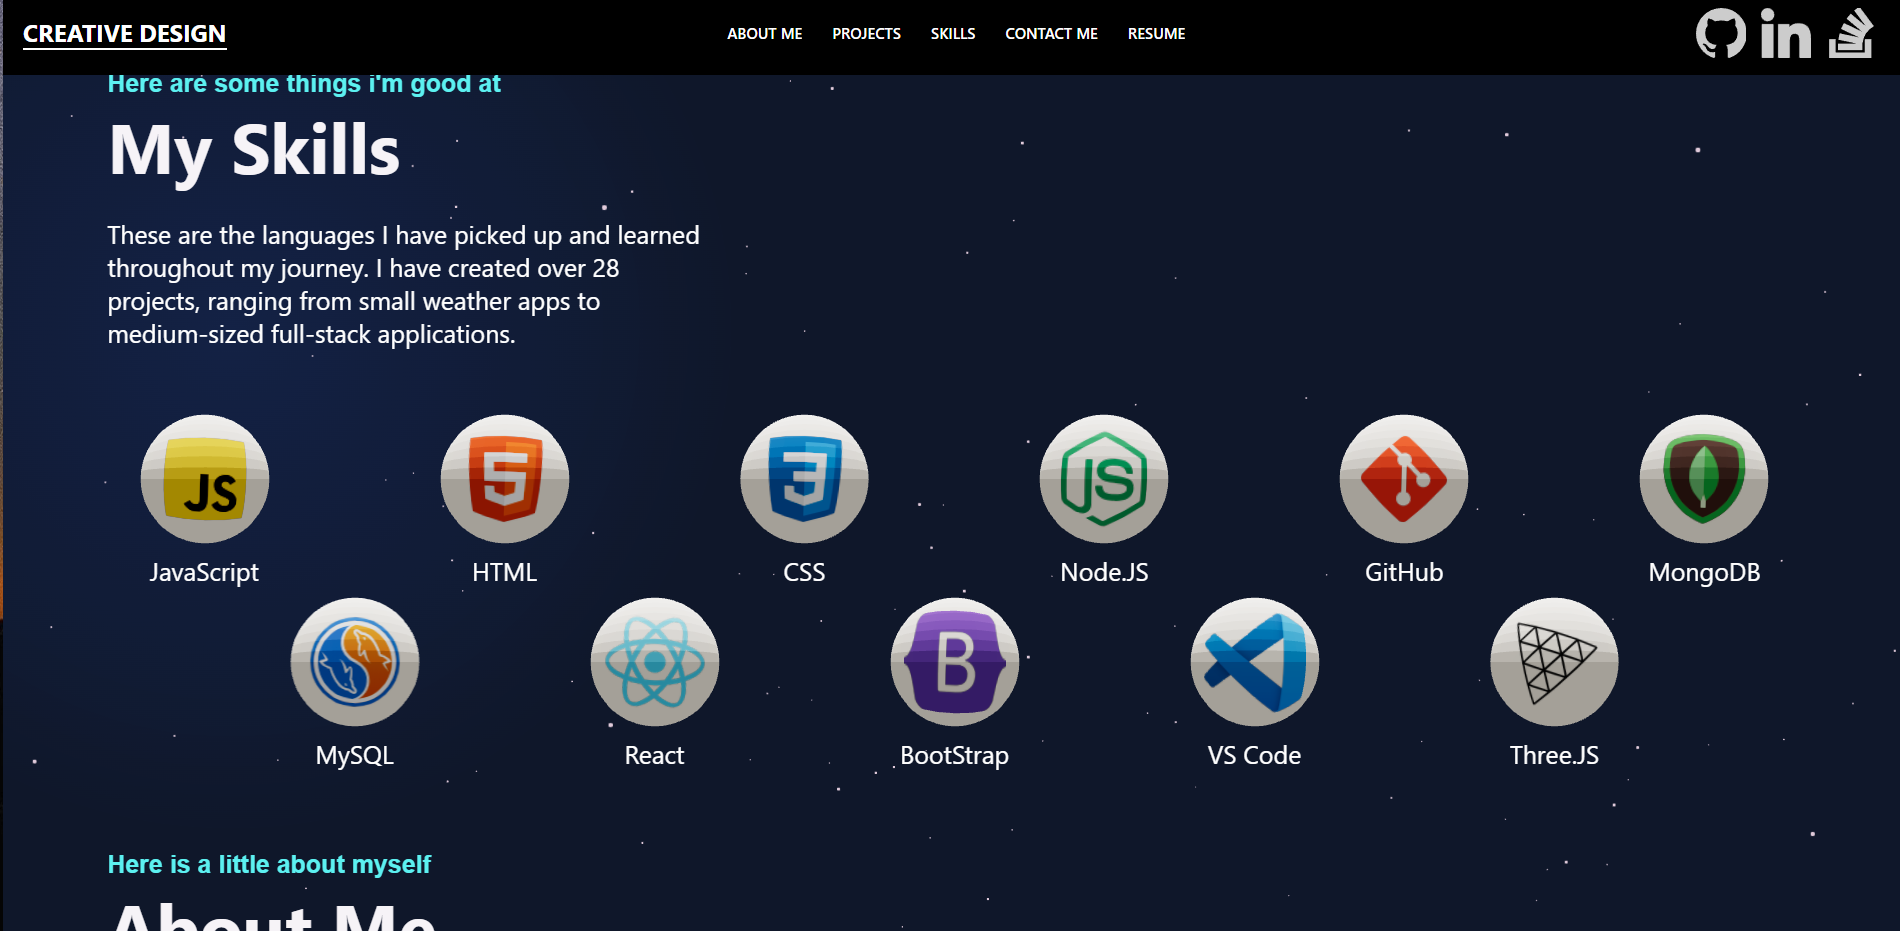 CREATIVE DESIGN
ABOUT ME PROJECTS SKILLS CONTACT ME RESUME
in
Here are some things i'm good at
My Skills
These are the languages I have picked up and learned
throughout my journey. I have created over 28
projects, ranging from small weather apps to
medium-sized full-stack applications.
JS 5 3 JS
JavaScript HTML CSS Node.JS GitHub MongoDB
B
MySQL React BootStrap VS Code Three.JS
Here is a little about myself
About Me